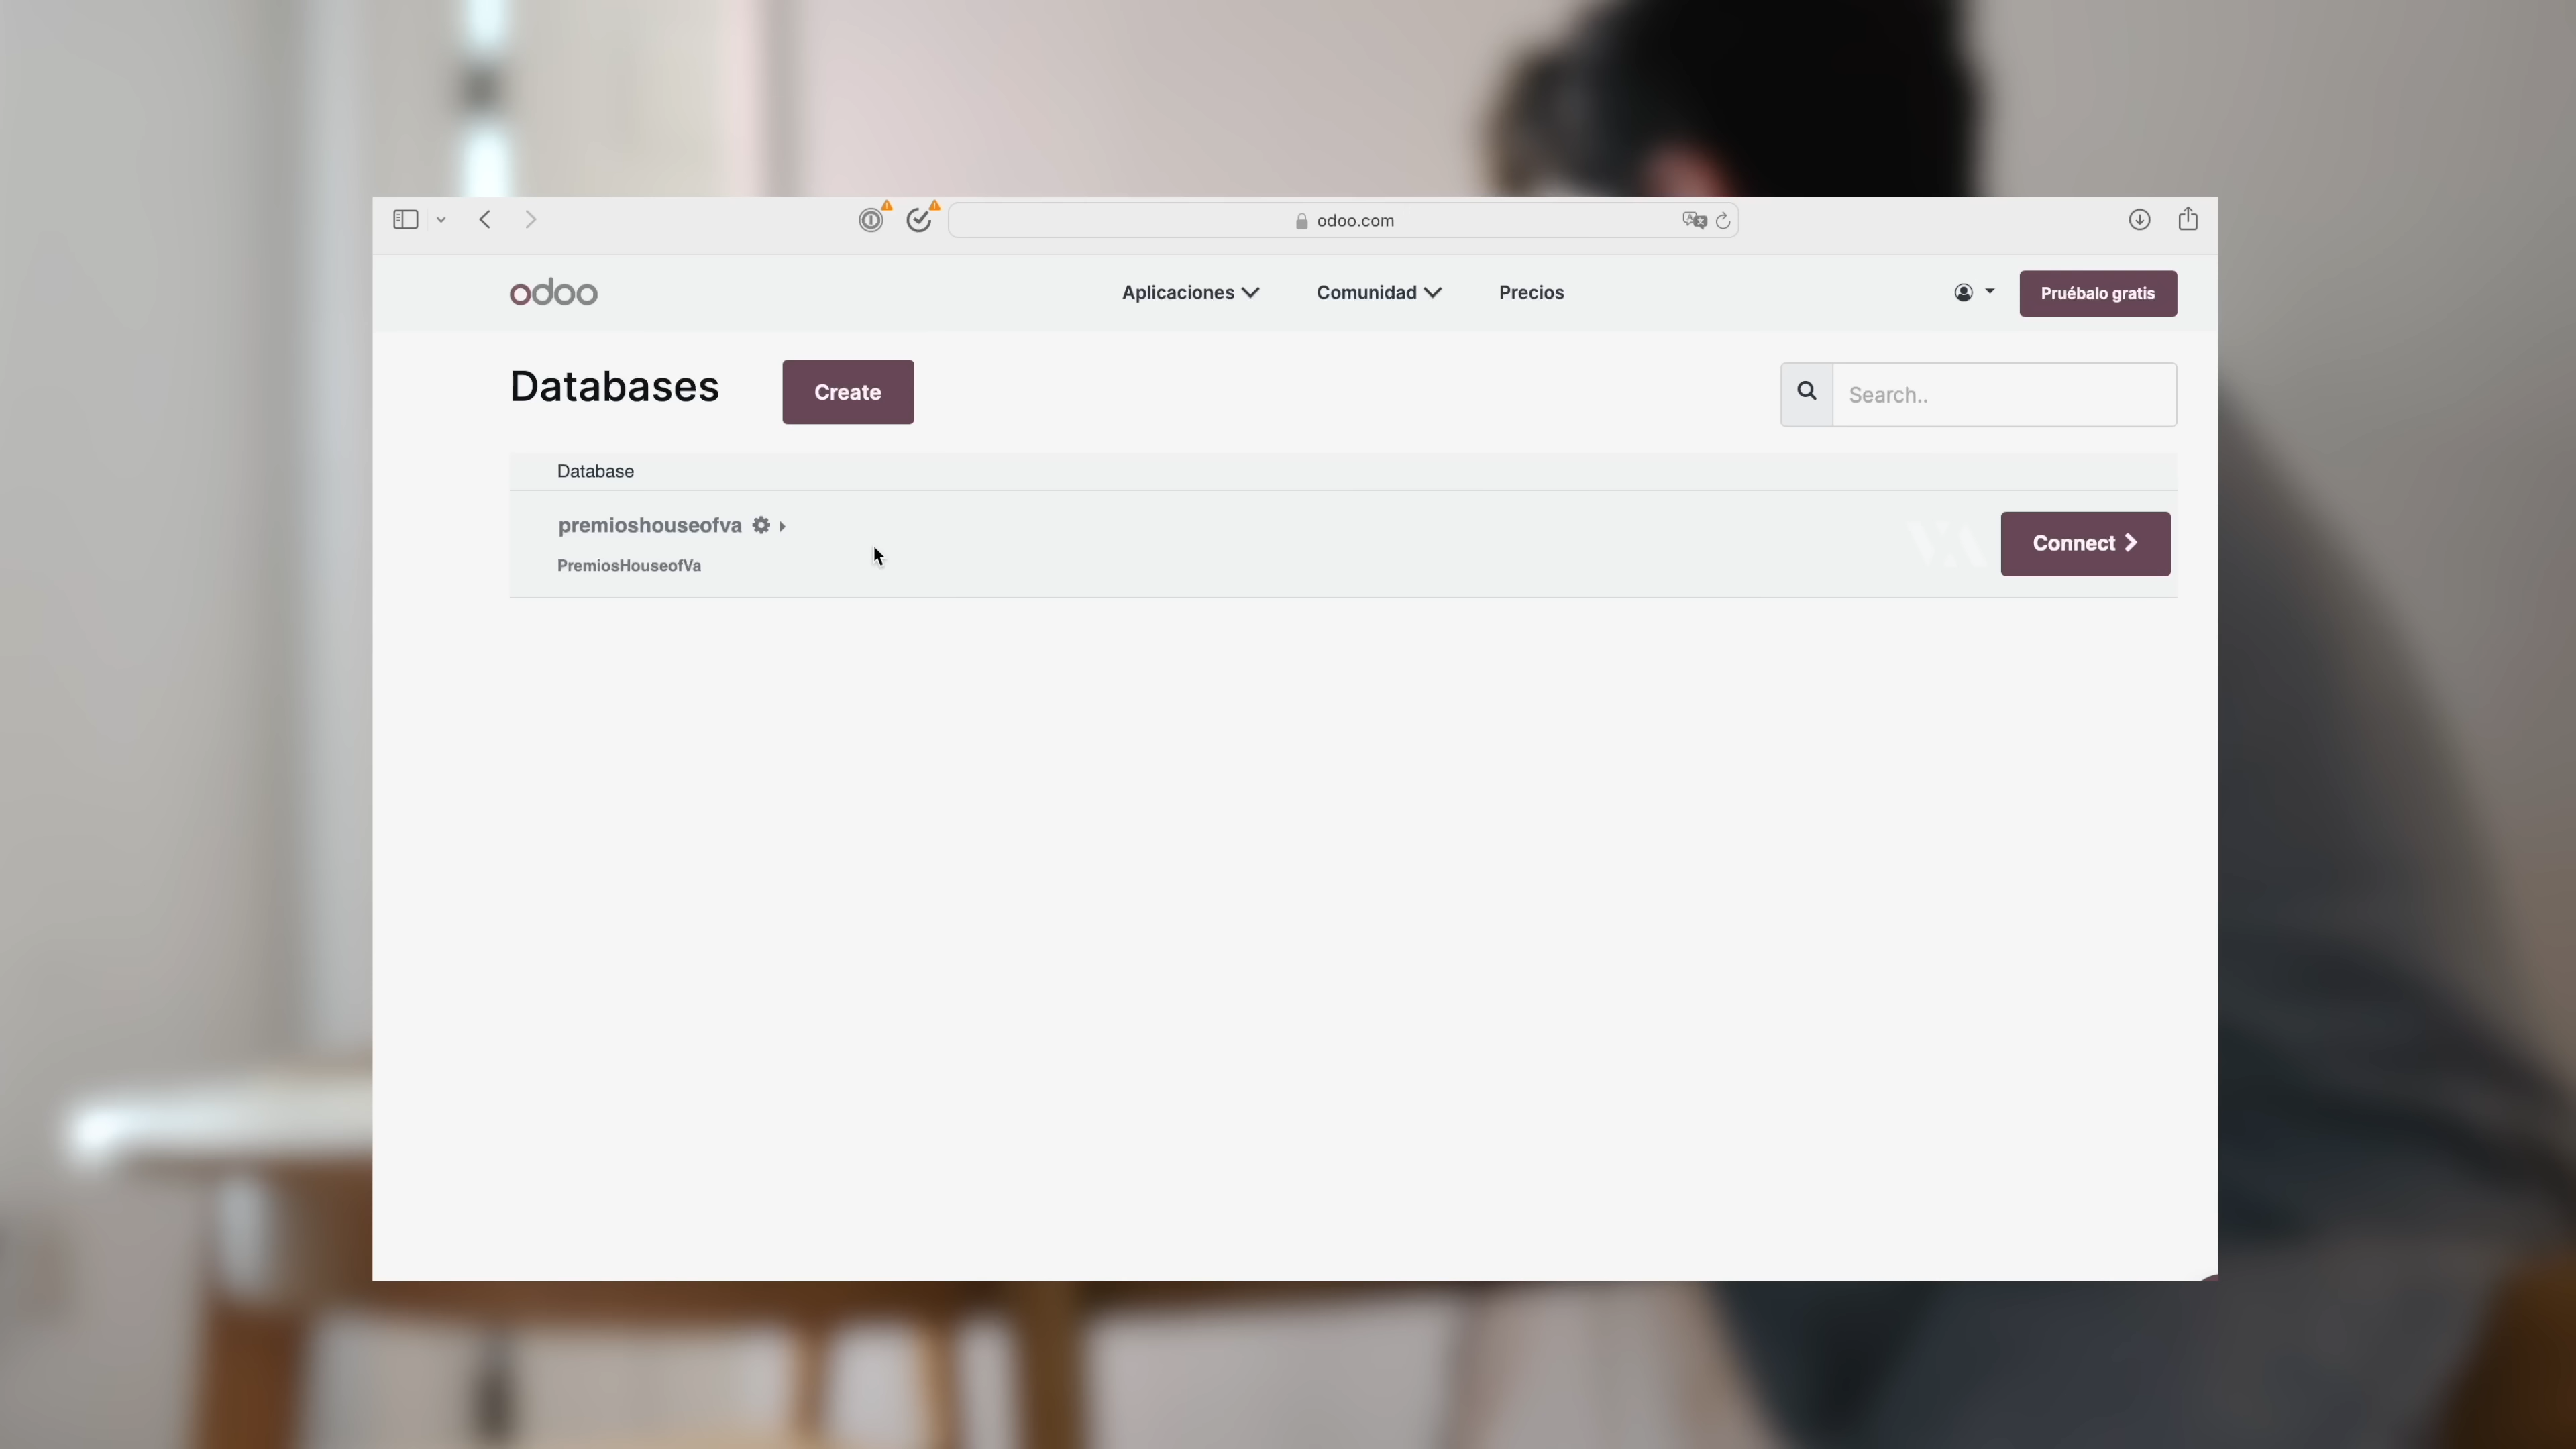 odoo.com
odoo
Aplicaciones
Comunidad
Precios
Pruébalo gratis
Databases
Create
Search..
Database
premioshouseofva
PremiosHouseofVa
Connect